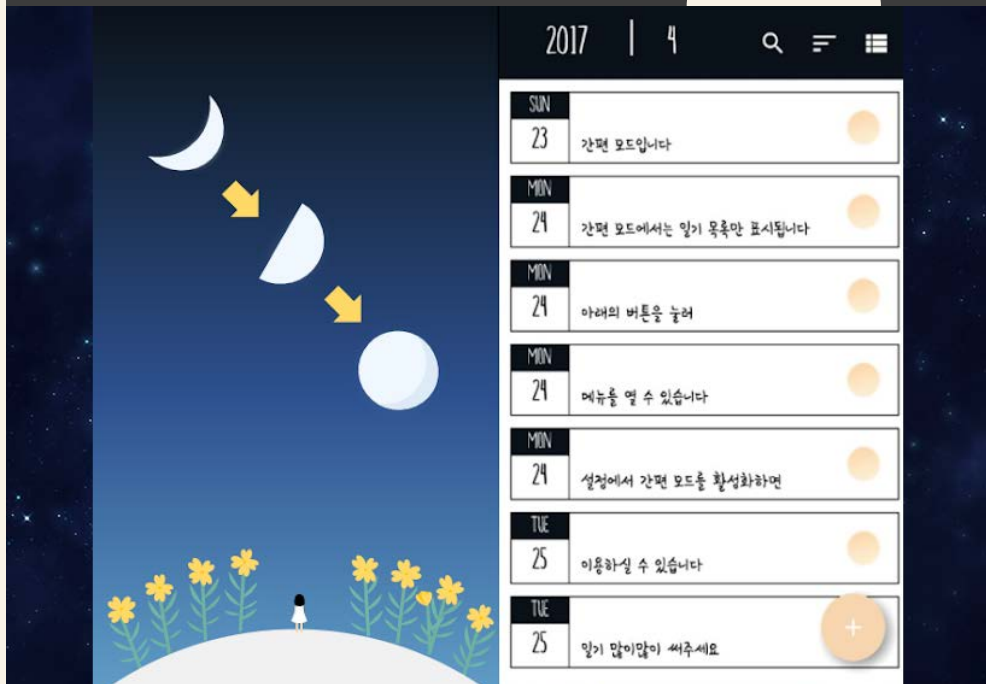 2017 | 4
SUN
23
간편 모드입니다
MON
24
간편 모드에서는 일기 목록만 표시됩니다
MON
24
아래의 버튼을 눌러
MON
24
메뉴를 열 수 있습니다
MON
24
설정에서 간편 모드를 활성화하면
TUE
25
이용하실 수 있습니다
TUE
25
일기 많이많이 써주세요